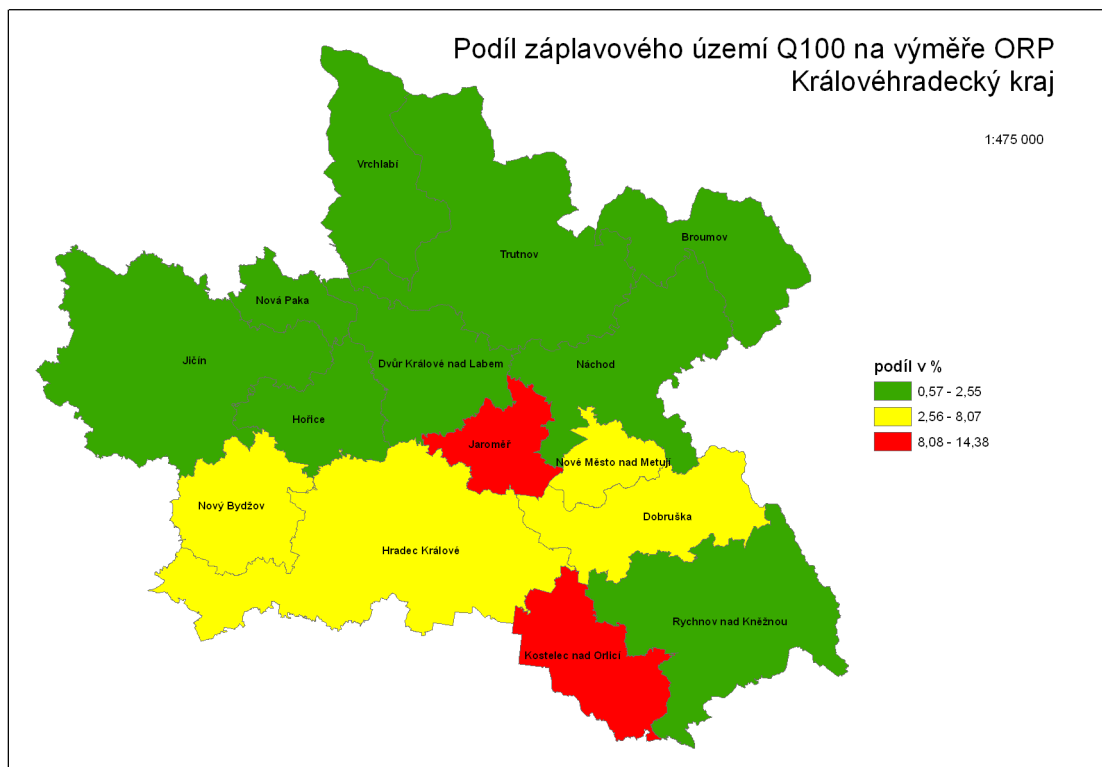 Podíl záplavového území Q100 na výměře ORP
Královéhradecký kraj
1:475 000
Vrchlabí
Trutnov
Broumov
Nová Paka
Jičín
Dvůr Králové nad Labem
Náchod
Hořice
Jaroměř
Nové Město nad Metují
Nový Bydžov
Dobruška
Hradec Králové
Rychnov nad Kněžnou
Kostelec nad Orlicí
podíl v %
0,57 - 2,55
2,56 - 8,07
8,08 - 14,38